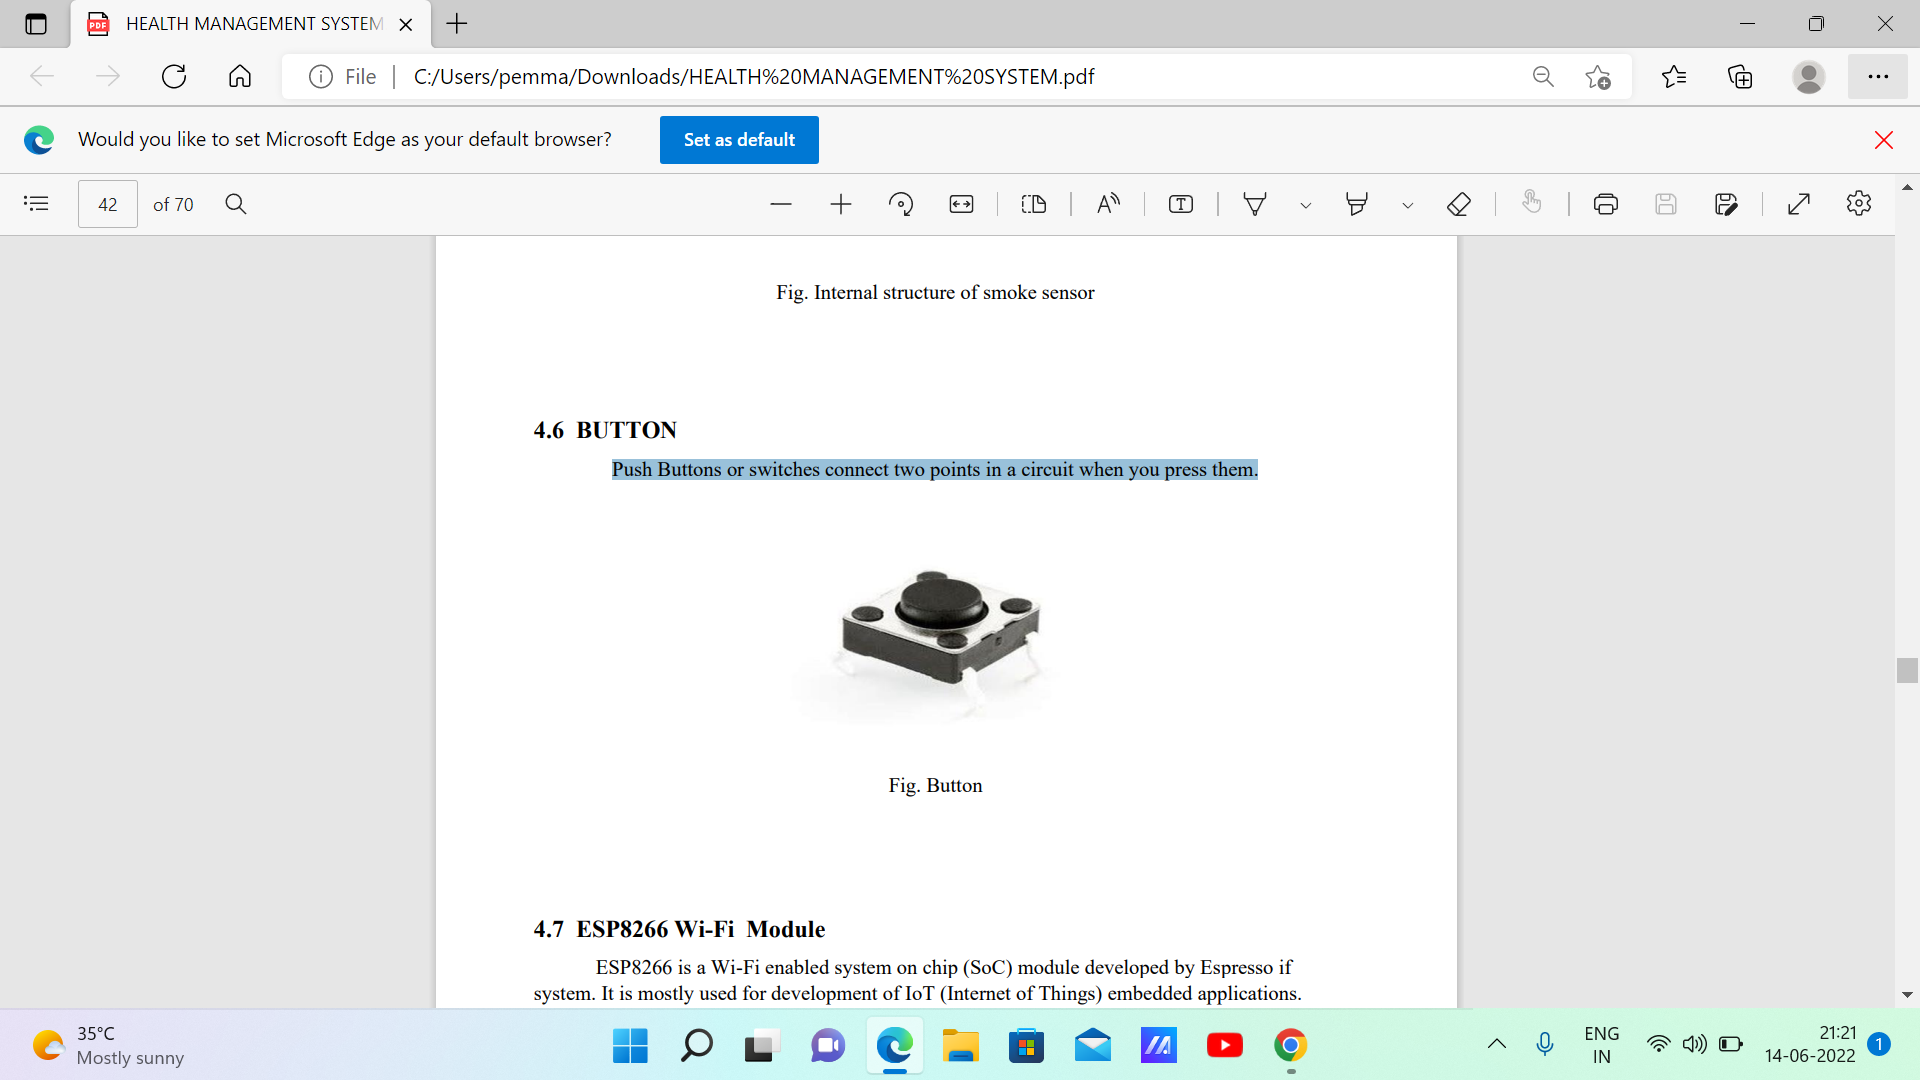 HEALTH MANAGEMENT SYSTEM
File
C:/Users/pemma/Downloads/HEALTH%20MANAGEMENT%20SYSTEM.pdf
Would you like to set Microsoft Edge as your default browser?
Set as default
42 of 70
Fig. Internal structure of smoke sensor
4.6 BUTTON
Push Buttons or switches connect two points in a circuit when you press them.
Fig. Button
4.7 ESP8266 Wi-Fi Module
ESP8266 is a Wi-Fi enabled system on chip (SoC) module developed by Espresso if
system. It is mostly used for development of IoT (Internet of Things) embedded applications.
35°C
Mostly sunny
ENG
IN
21:21
14-06-2022
1